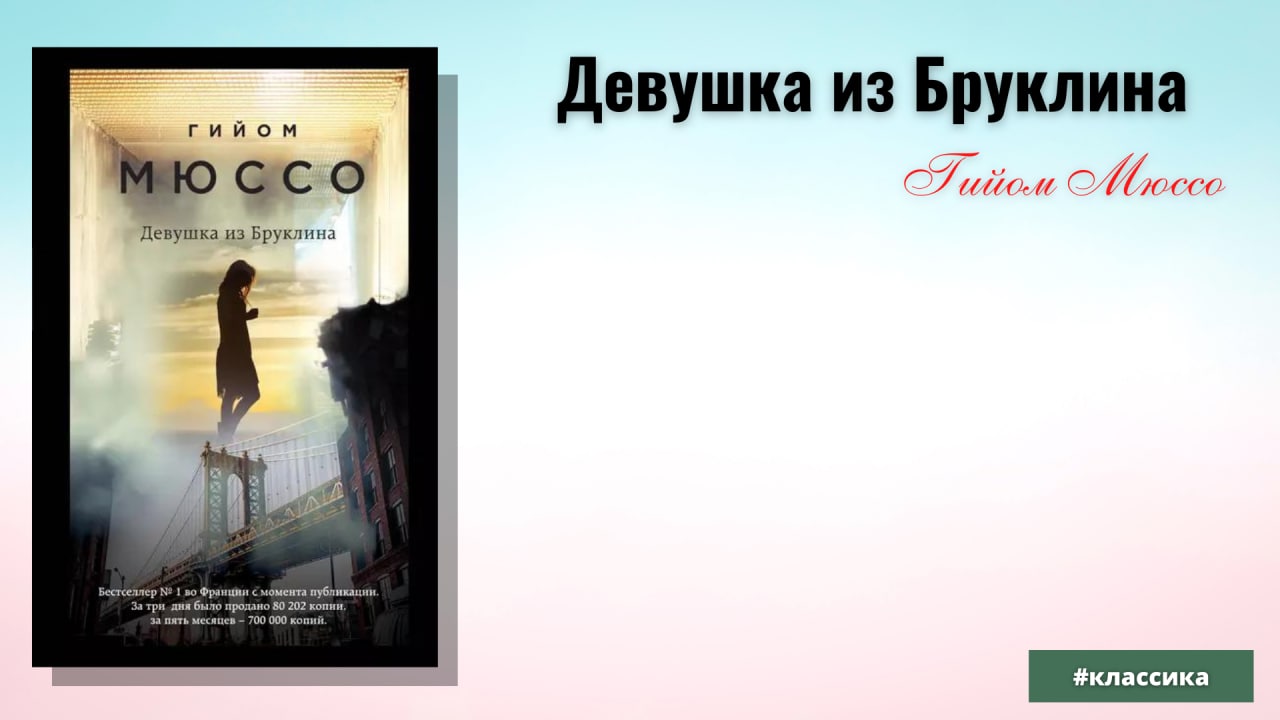 ГИЙОМ
МЮССО
Девушка из Бруклина
Бестселлер № 1 во Франции с момента публикации.
За три дня было продано 80 202 копии,
за пять месяцев – 700 000 копий.
Девушка из Бруклина
Гийом Мюссо
#классика